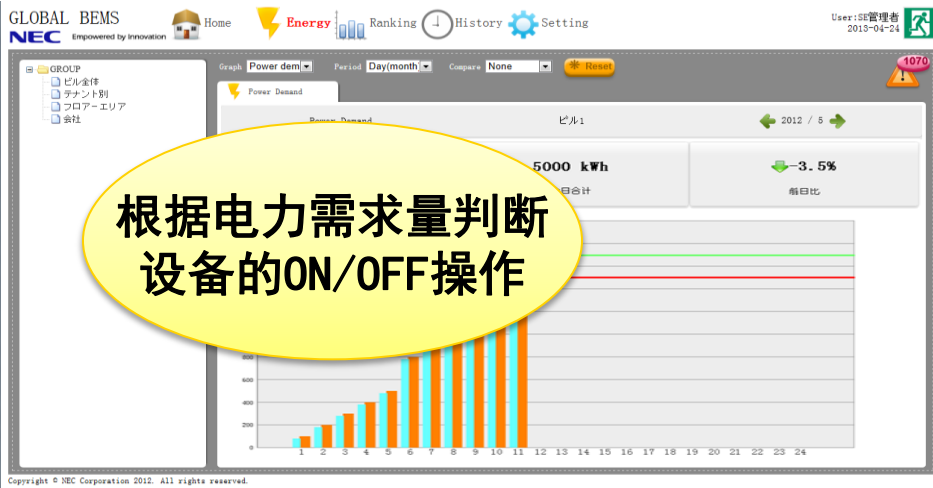 GLOBAL BEMS
NEC Empowered by Innovation
Home
Energy
Ranking
History
Setting
User:SE管理者
2013-04-24
GROUP
ビル全体
テナント別
フロアーエリア
会社
Graph Power dem Period Day(month) Compare None Reset
1070
Power Demand
Power Demand
ビル1
2012 / 5
5000 kWh
-3.5%
日合计
根据电力需求量判断
设备的ON/OFF操作
800
600
400
200
0
1 2 3 4 5 6 7 8 9 10 11 12 13 14 15 16 17 18 19 20 21 22 23 24
Copyright © NEC Corporation 2012. All rights reserved.